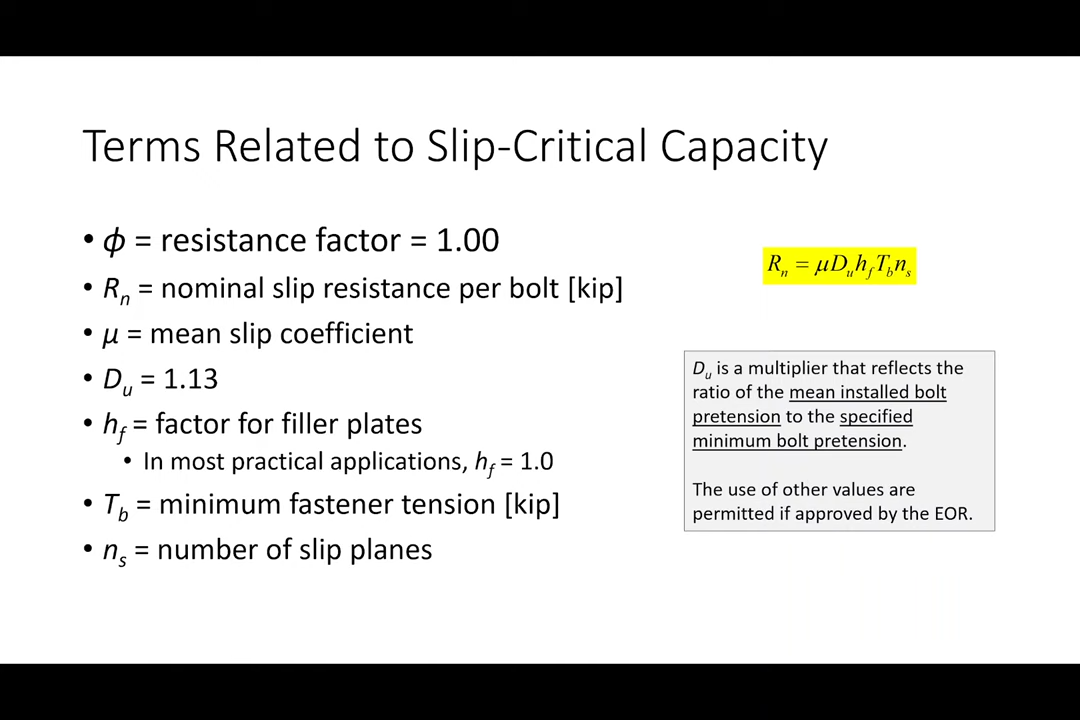 Terms Related to Slip-Critical Capacity
• ϕ = resistance factor = 1.00
• Rn = nominal slip resistance per bolt [kip]
• μ = mean slip coefficient
• Du = 1.13
• hf = factor for filler plates
• In most practical applications, hf = 1.0
• Tb = minimum fastener tension [kip]
• ns = number of slip planes
Rn = μDuhfTbns
Du is a multiplier that reflects the
ratio of the mean installed bolt
pretension to the specified
minimum bolt pretension.
The use of other values are
permitted if approved by the EOR.